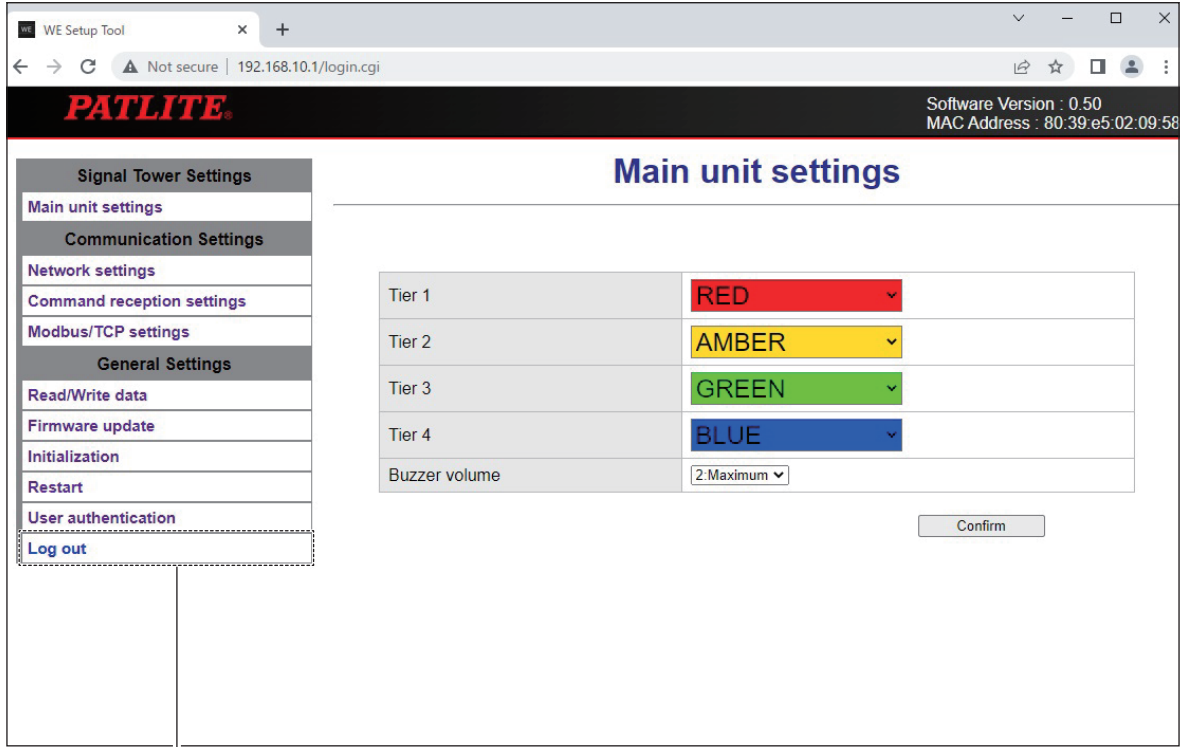 WE WE Setup Tool
Not secure | 192.168.10.1/login.cgi
PATLITE®
Software Version : 0.50
MAC Address : 80:39:e5:02:09:58
Signal Tower Settings
Main unit settings
Communication Settings
Network settings
Command reception settings
Modbus/TCP settings
General Settings
Read/Write data
Firmware update
Initialization
Restart
User authentication
Log out
Main unit settings
Tier 1 RED
Tier 2 AMBER
Tier 3 GREEN
Tier 4 BLUE
Buzzer volume 2:Maximum
Confirm